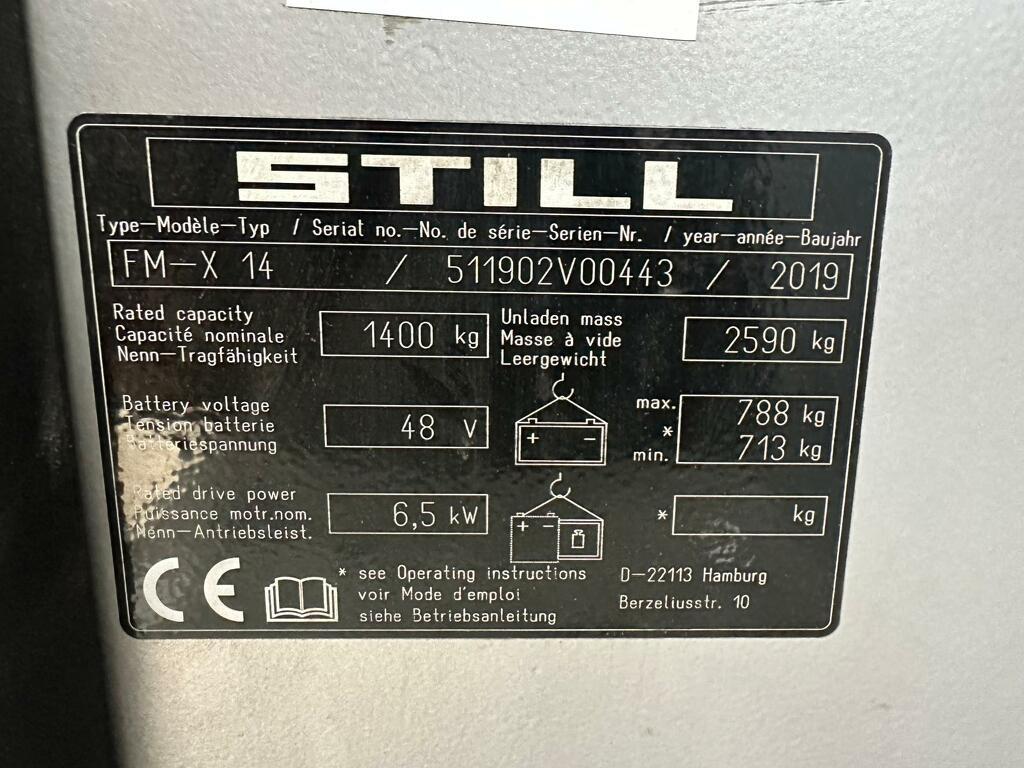 STILL
Type-Modèle-Typ / Seriat no.-No. de série-Serien-Nr. / year-année-Baujahr
FM-X 14 / 511902V00443 / 2019
Rated capacity
Capacité nominale
Nenn-Tragfähigkeit
1400 kg
Unladen mass
Masse à vide
Leergewicht
2590 kg
Battery voltage
Tension batterie
Batteriespannung
48 V
+ -
max. 788 kg
*
min. 713 kg
Rated drive power
Puissance motr.nom.
Nenn-Antriebsleist.
6,5 kW
+ -
* kg
CE
* see Operating instructions
voir Mode d'emploi
siehe Betriebsanleitung
D-22113 Hamburg
Berzeliusstr. 10